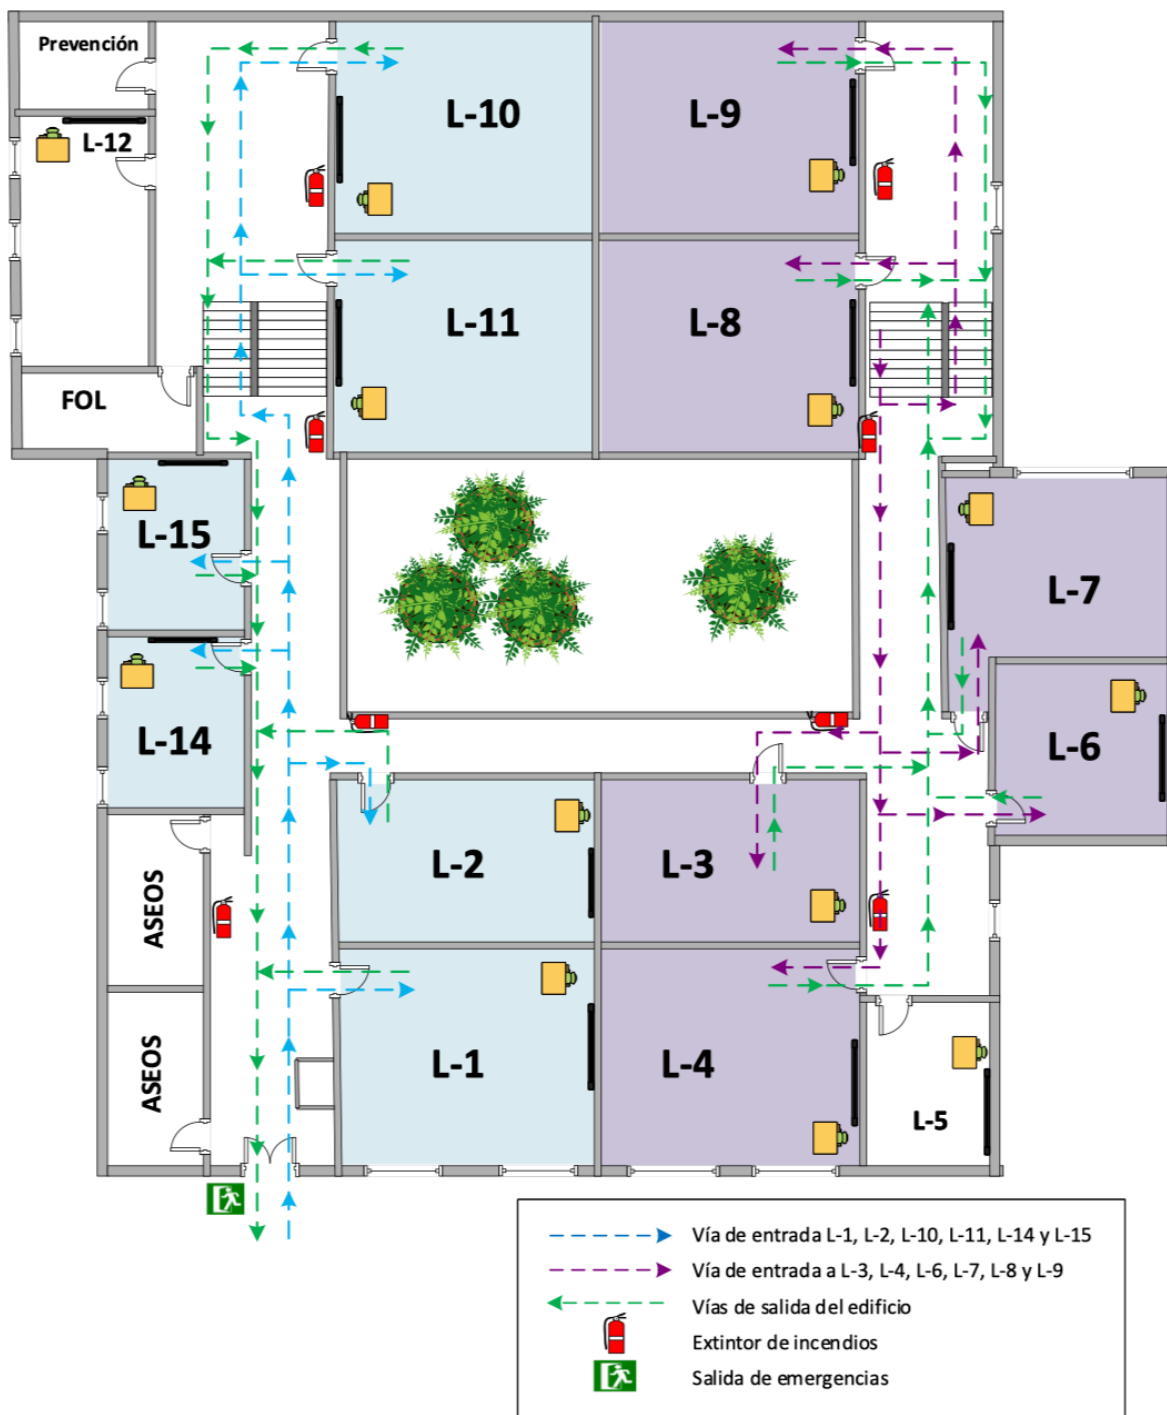 Prevención
L-12
L-10
L-9
L-11
L-8
FOL
L-15
L-7
L-14
L-6
L-2
L-3
ASEOS
L-1
L-4
ASEOS
L-5
Vía de entrada L-1, L-2, L-10, L-11, L-14 y L-15
Vía de entrada a L-3, L-4, L-6, L-7, L-8 y L-9
Vías de salida del edificio
Extintor de incendios
Salida de emergencias